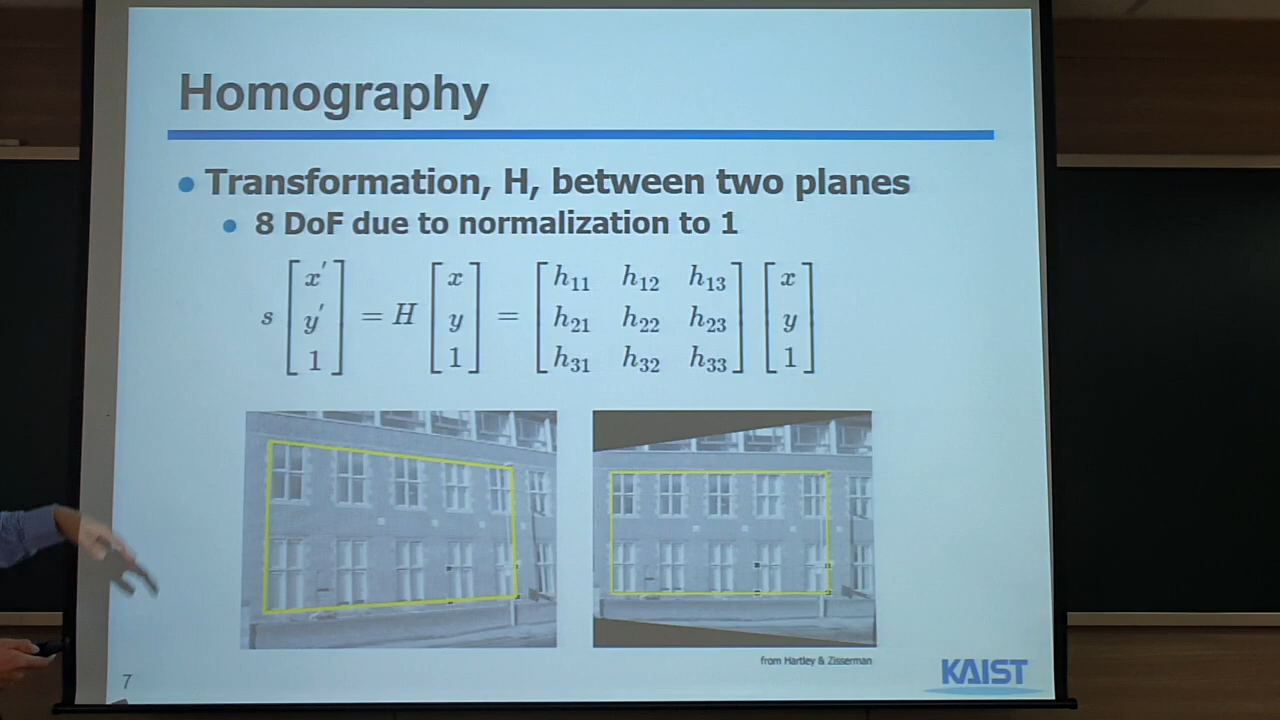 Homography
Transformation, H, between two planes
8 DoF due to normalization to 1
s [x' y' 1] = H [x y 1] = [h11 h12 h13 h21 h22 h23 h31 h32 h33] [x y 1]
from Hartley & Zisserman
7
KAIST